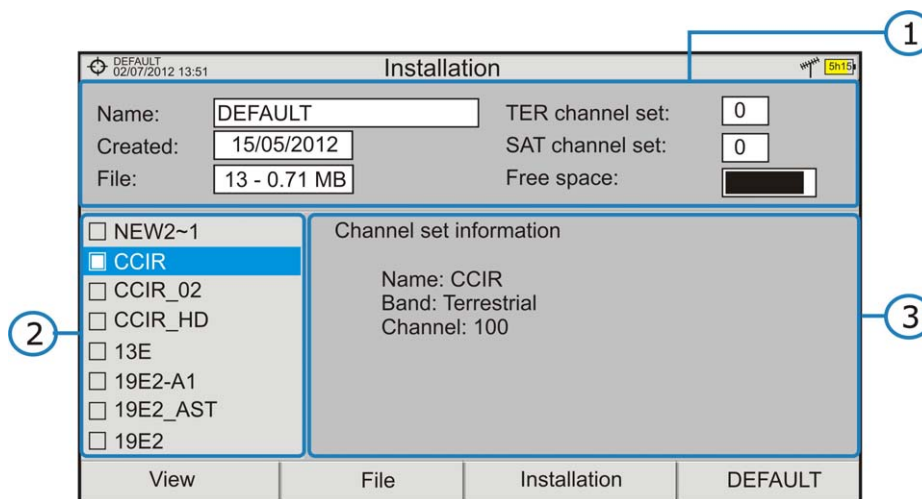 1
DEFAULT
02/07/2012 13:51
Installation
5h15
Name: DEFAULT
TER channel set: 0
Created: 15/05/2012
SAT channel set: 0
File: 13 - 0.71 MB
Free space:
NEW2~1
CCIR
CCIR_02
CCIR_HD
13E
19E2-A1
19E2_AST
19E2
Channel set information
Name: CCIR
Band: Terrestrial
Channel: 100
2
3
View
File
Installation
DEFAULT